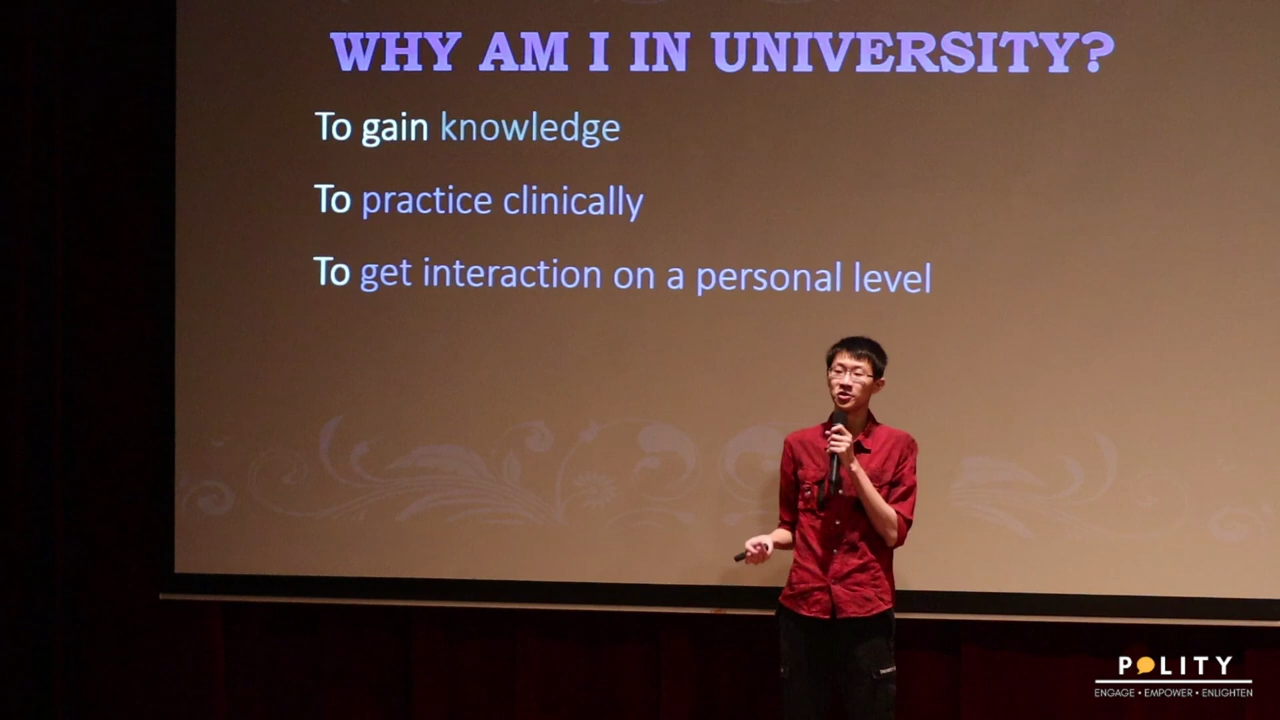 WHY AM I IN UNIVERSITY?
To gain knowledge
To practice clinically
To get interaction on a personal level
POLITY
ENGAGE • EMPOWER • ENLIGHTEN